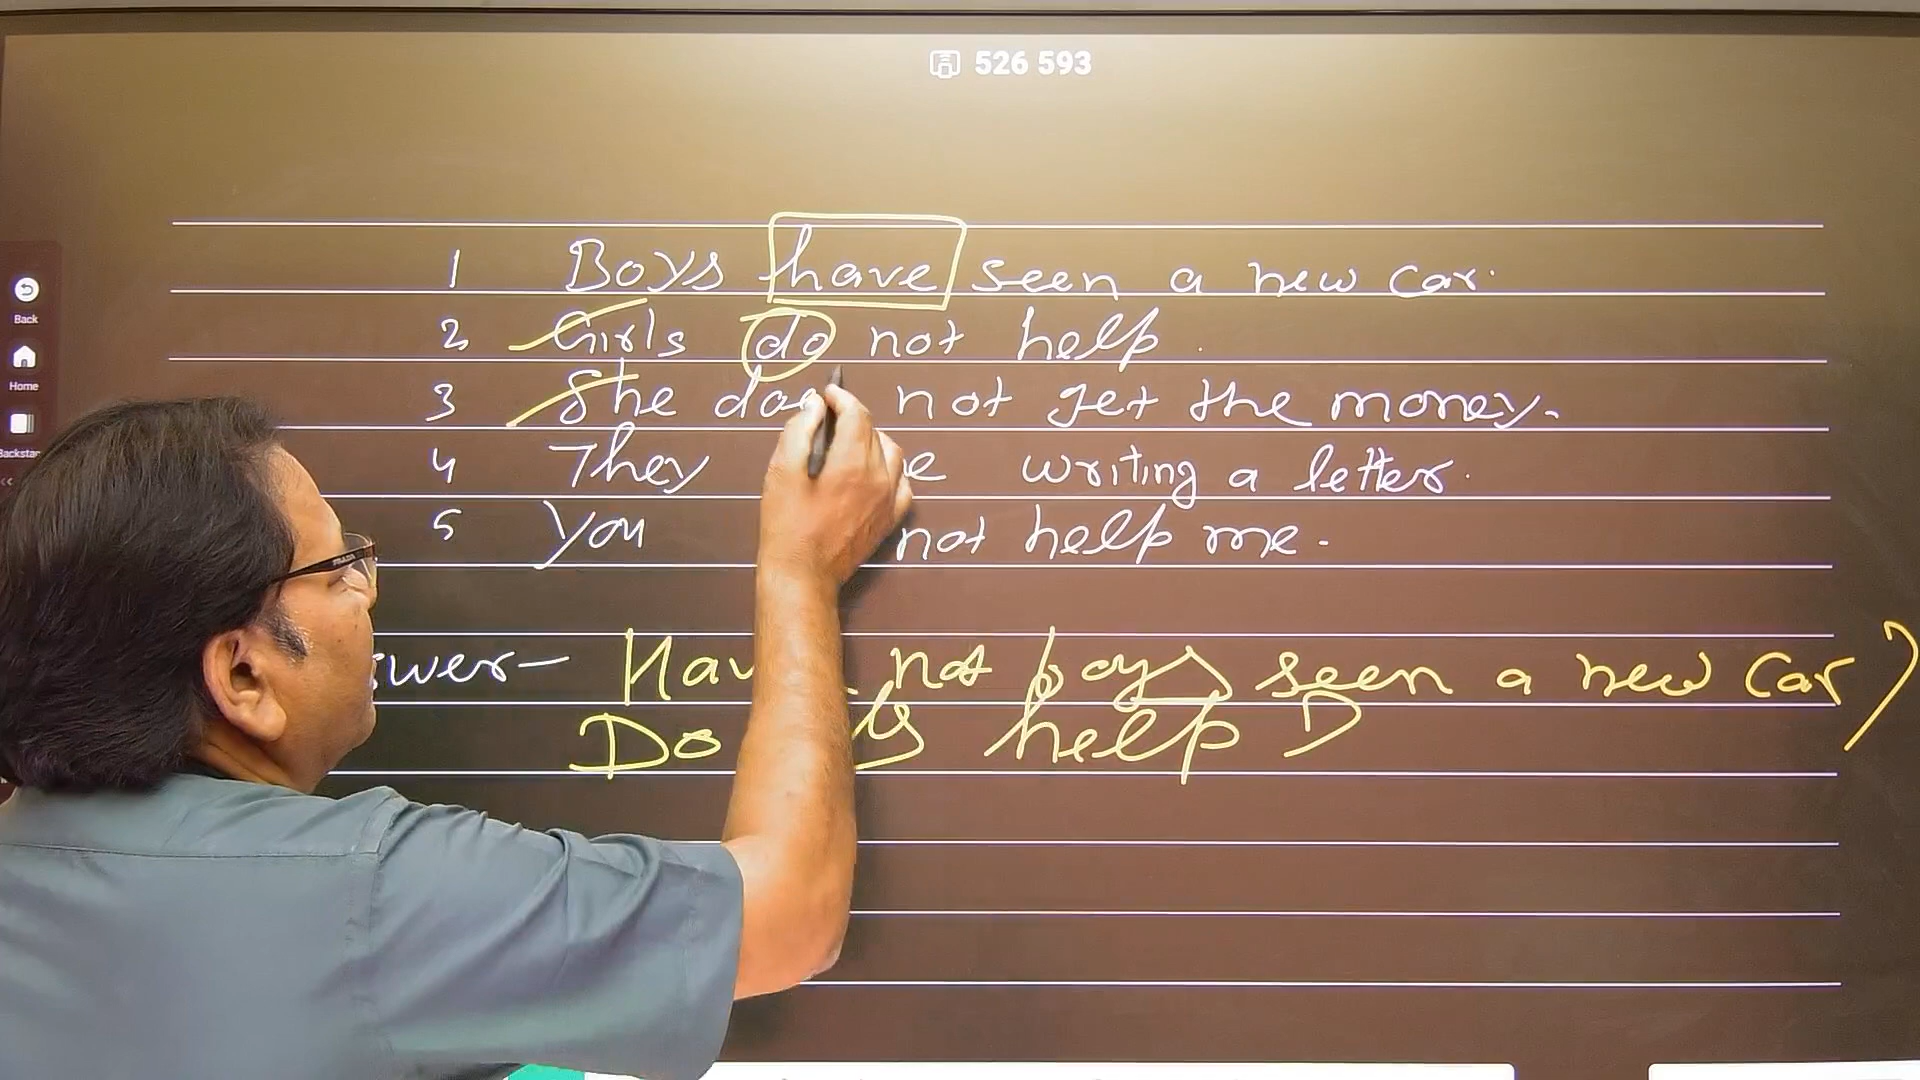 526 593
Back
Home
1 Boys have seen a new car.
2 Girls do not help.
3 She does not get the money.
4 They writing a letter.
5 you not help me.
not boys seen a new car
Do help